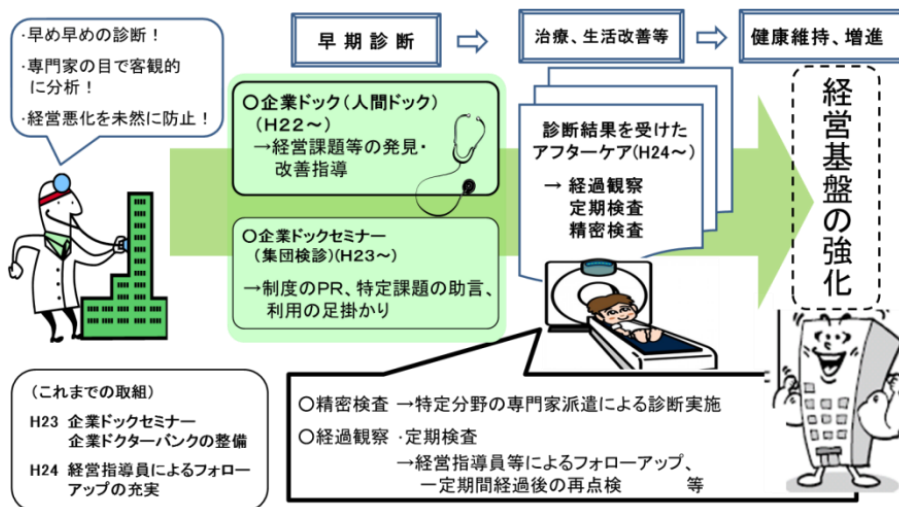 ・早め早めの診断！
・専門家の目で客観的
に分析！
・経営悪化を未然に防止！
早期診断
治療、生活改善等
健康維持、増進
○企業ドック（人間ドック）
（H22～）
→経営課題等の発見・
改善指導
○企業ドックセミナー
（集団検診）（H23～）
→制度のＰＲ、特定課題の助言、
利用の足掛かり
診断結果を受けた
アフターケア（H24～）
→ 経過観察
定期検査
精密検査
経営基盤の強化
（これまでの取組）
H23 企業ドックセミナー
企業ドクターバンクの整備
H24 経営指導員によるフォロー
アップの充実
○精密検査 →特定分野の専門家派遣による診断実施
○経過観察 ・定期検査
→経営指導員等によるフォローアップ、
一定期間経過後の再点検 等